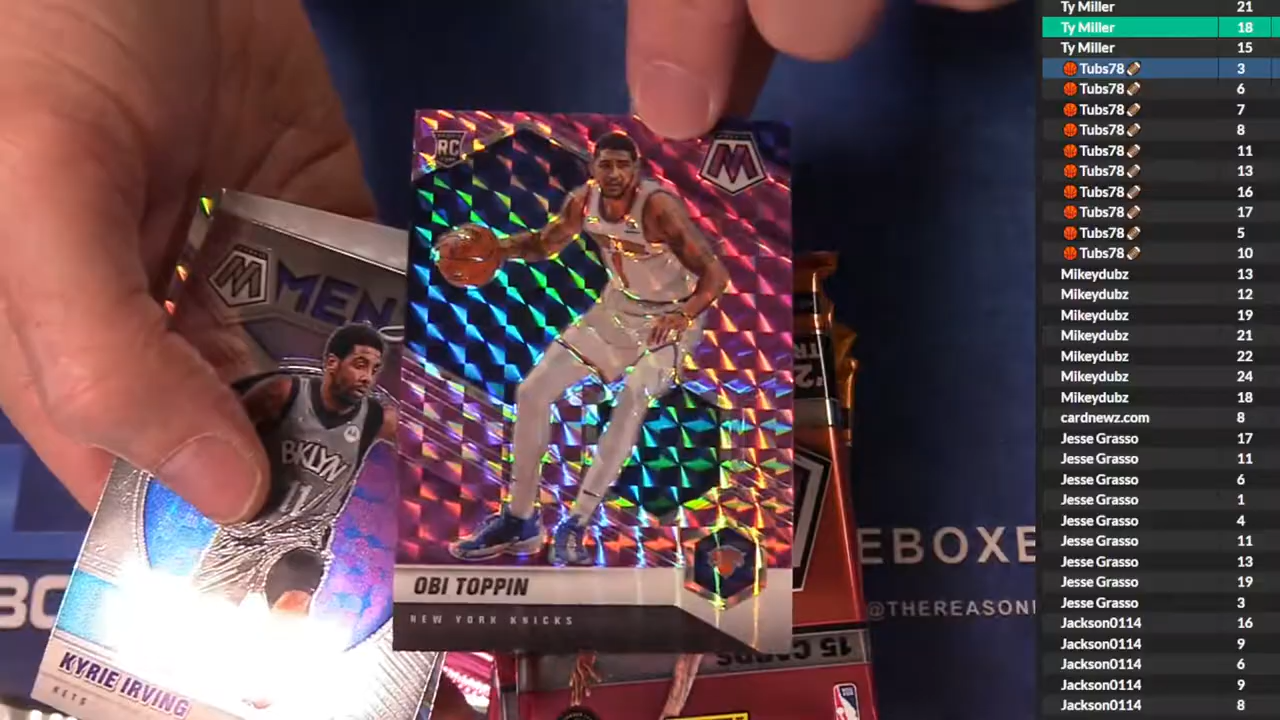 RC
M
OBI TOPPIN
NEW YORK KNICKS
M
MEN
BKLYN
11
KYRIE IRVING
NETS
15 CARDS
EBOXE
@THEREASON
Ty Miller 21
Ty Miller 18
Ty Miller 15
🏀 Tubs78🏈 3
🏀 Tubs78🏈 6
🏀 Tubs78🏈 7
🏀 Tubs78🏈 8
🏀 Tubs78🏈 11
🏀 Tubs78🏈 13
🏀 Tubs78🏈 16
🏀 Tubs78🏈 17
🏀 Tubs78🏈 5
🏀 Tubs78🏈 10
Mikeydubz 13
Mikeydubz 12
Mikeydubz 19
Mikeydubz 21
Mikeydubz 22
Mikeydubz 24
Mikeydubz 18
cardnewz.com 8
Jesse Grasso 17
Jesse Grasso 11
Jesse Grasso 6
Jesse Grasso 1
Jesse Grasso 4
Jesse Grasso 11
Jesse Grasso 13
Jesse Grasso 19
Jesse Grasso 3
Jackson0114 16
Jackson0114 9
Jackson0114 6
Jackson0114 9
Jackson0114 8